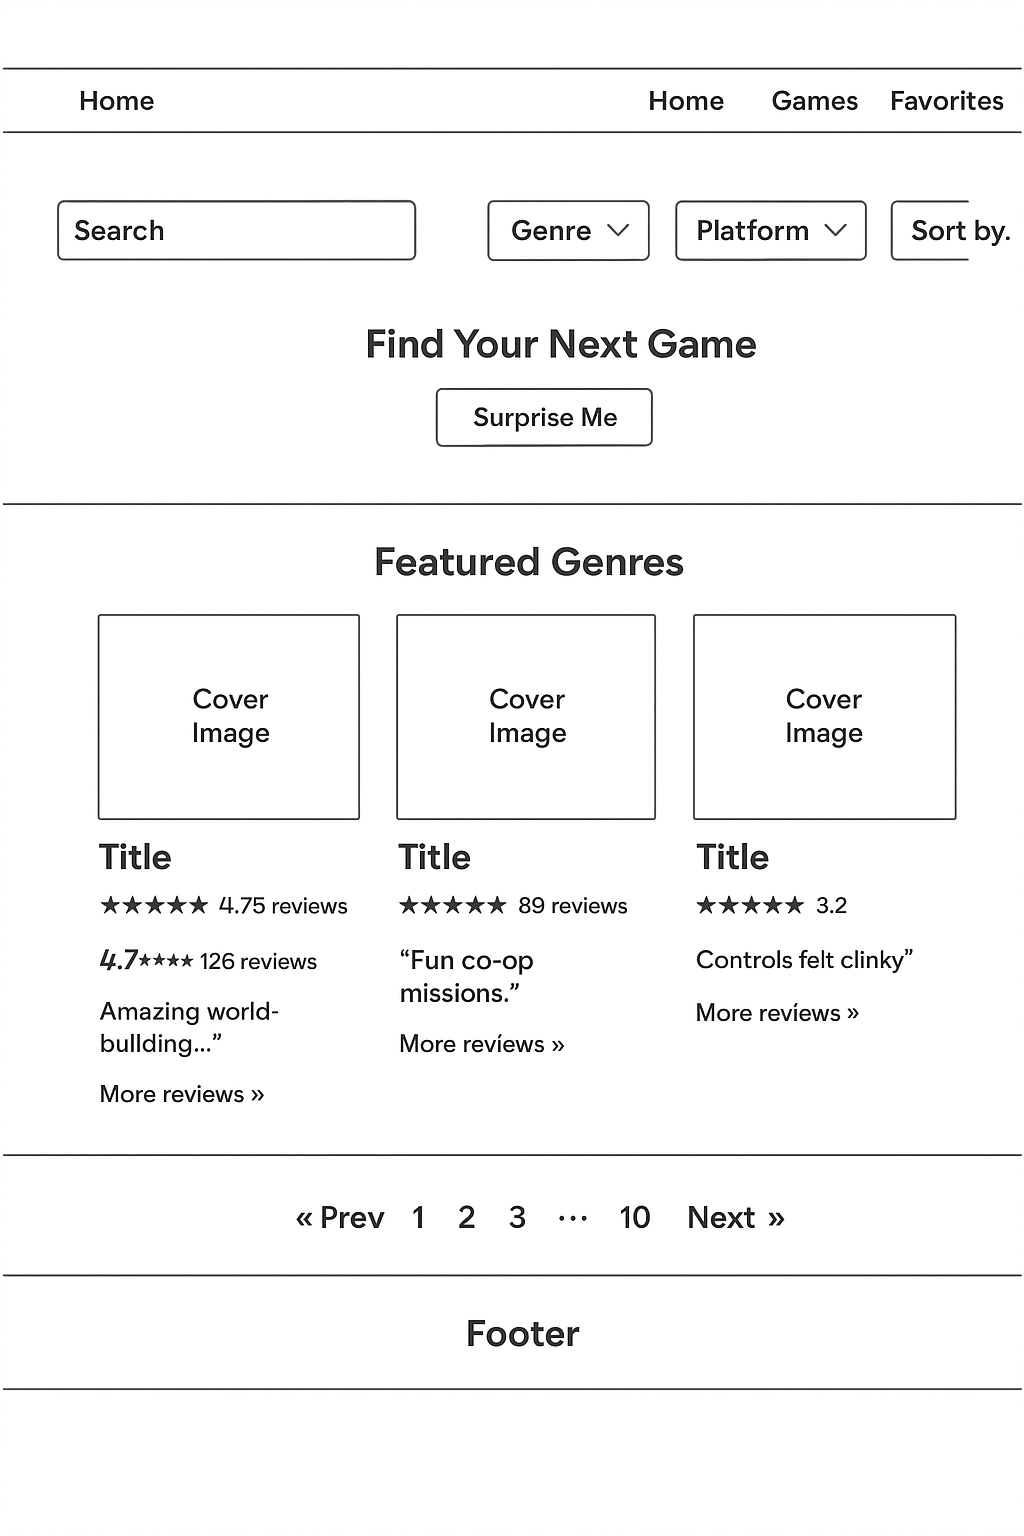 Home
Home Games Favorites
Search
Genre
Platform
Sort by.
Find Your Next Game
Surprise Me
Featured Genres
Cover
Image
Title
★★★★★ 4.75 reviews
4.7★★★★ 126 reviews
Amazing world-
bullding...”
More reviews »
Cover
Image
Title
★★★★★ 89 reviews
“Fun co-op
missions.”
More revíews »
Cover
Image
Title
★★★★★ 3.2
Controls felt clinky”
More revíews »
« Prev 1 2 3 ··· 10 Next »
Footer